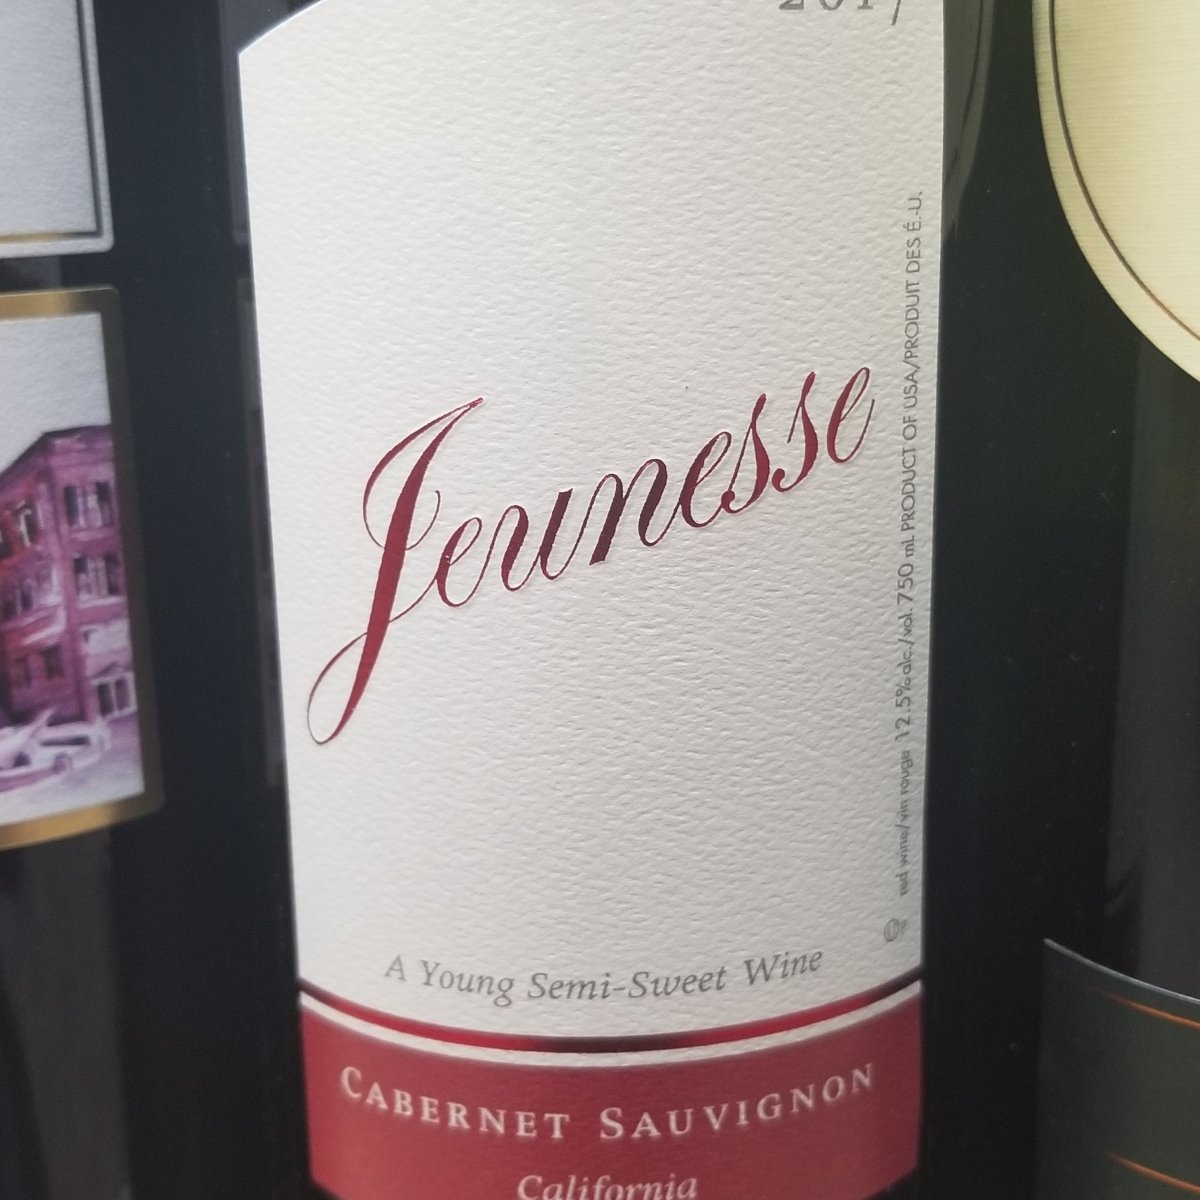 2017
Jeunesse
A Young Semi-Sweet Wine
CABERNET SAUVIGNON
California
red wine/vin rouge 12.5% alc./vol. 750 mL PRODUCT OF USA/PRODUIT DES É.-U.